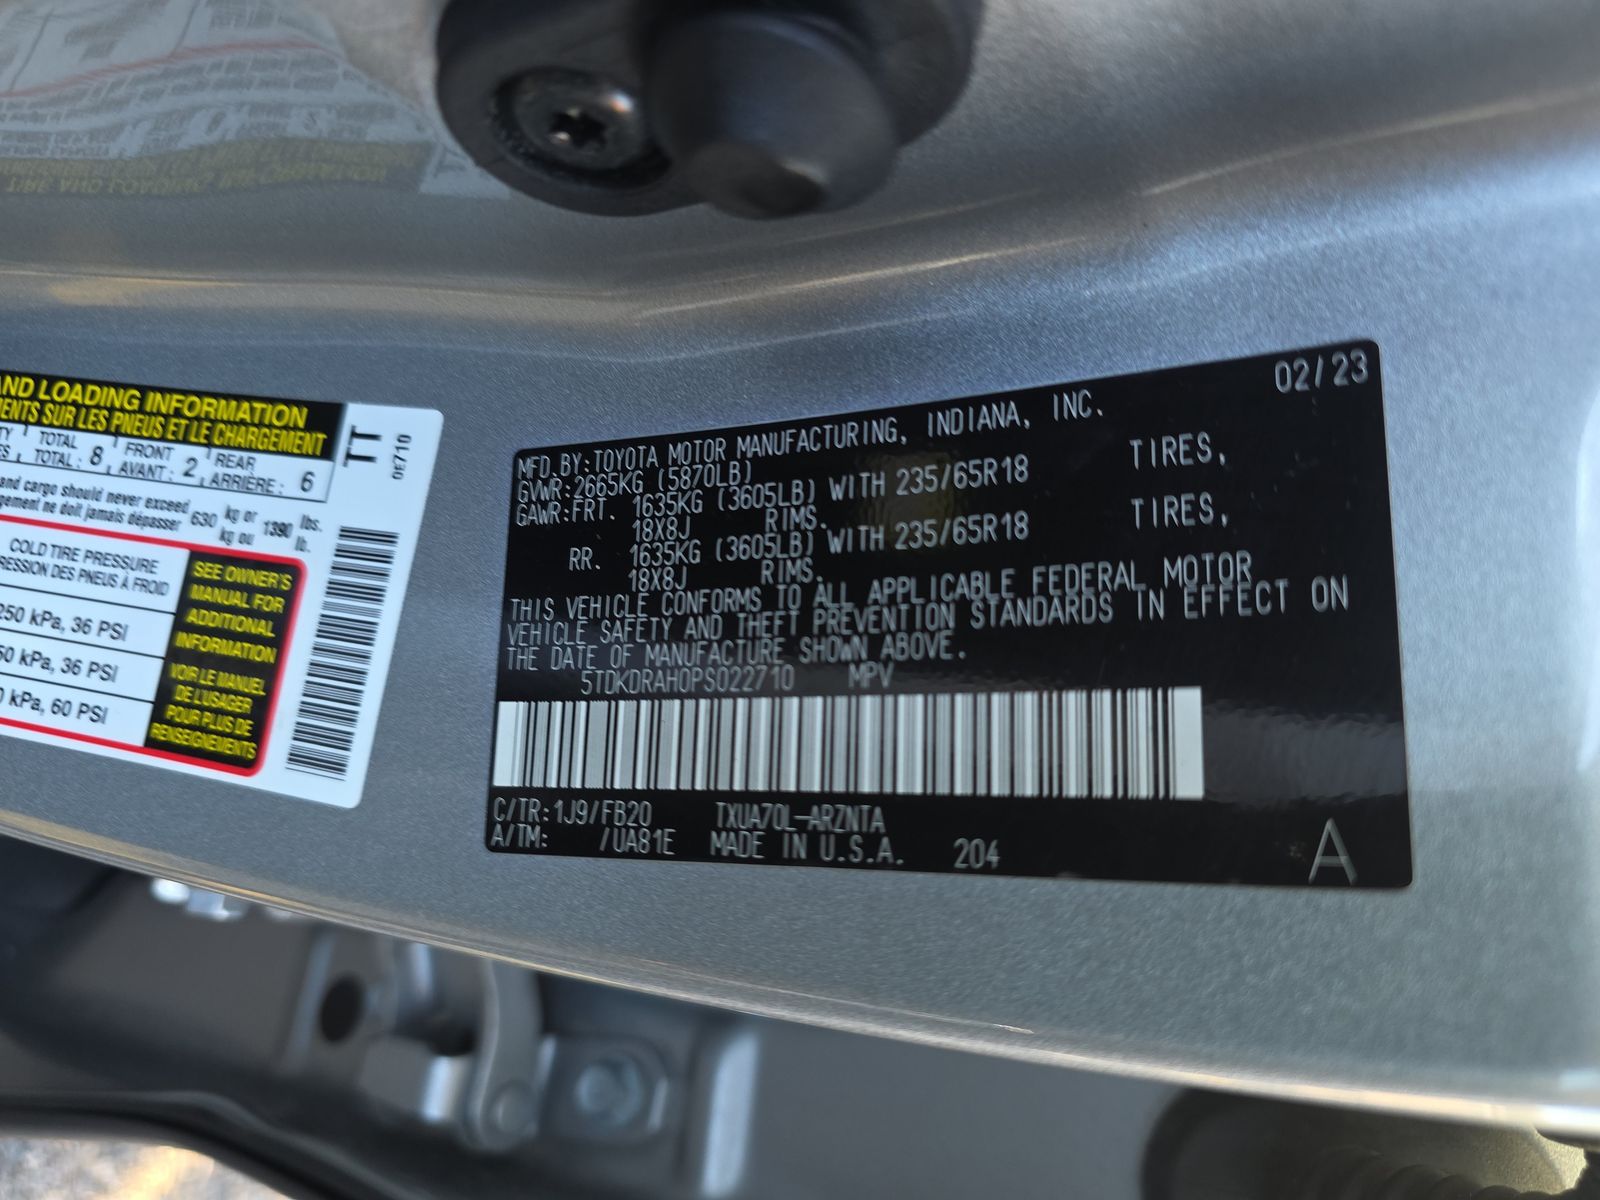 AND LOADING INFORMATION
ENTS SUR LES PNEUS ET LE CHARGEMENT
TOTAL FRONT REAR
TOTAL : 8 AVANT : 2 ARRIÈRE : 6
and cargo should never exceed 630 kg or 1390 lbs.
gement ne doit jamais dépasser kg ou lb.
COLD TIRE PRESSURE
RESSION DES PNEUS À FROID
250 kPa, 36 PSI
50 kPa, 36 PSI
0 kPa, 60 PSI
SEE OWNER'S
MANUAL FOR
ADDITIONAL
INFORMATION
VOIR LE MANUEL
DE L'USAGER
POUR PLUS DE
RENSEIGNEMENTS
TT
0E710
02/23
MFD.BY:TOYOTA MOTOR MANUFACTURING, INDIANA, INC.
GVWR:2665KG (5870LB)
GAWR:FRT. 1635KG (3605LB) WITH 235/65R18 TIRES,
18X8J RIMS.
RR. 1635KG (3605LB) WITH 235/65R18 TIRES,
18X8J RIMS.
THIS VEHICLE CONFORMS TO ALL APPLICABLE FEDERAL MOTOR
VEHICLE SAFETY AND THEFT PREVENTION STANDARDS IN EFFECT ON
THE DATE OF MANUFACTURE SHOWN ABOVE.
5TDKDRAH0PS022710 MPV
C/TR:1J9/FB20 TXUA70L-ARZNTA
A/TM: /UA81E MADE IN U.S.A. 204
A